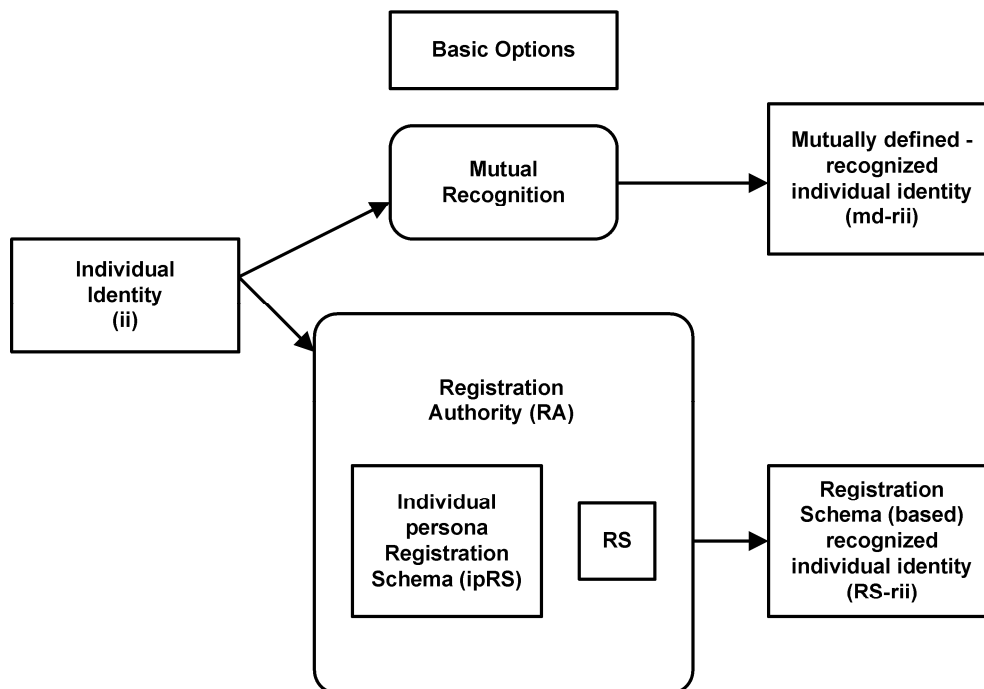 Basic Options
Mutual
Recognition
Mutually defined -
recognized
individual identity
(md-rii)
Individual
Identity
(ii)
Registration
Authority (RA)
Individual
persona
Registration
Schema (ipRS)
RS
Registration
Schema (based)
recognized
individual identity
(RS-rii)